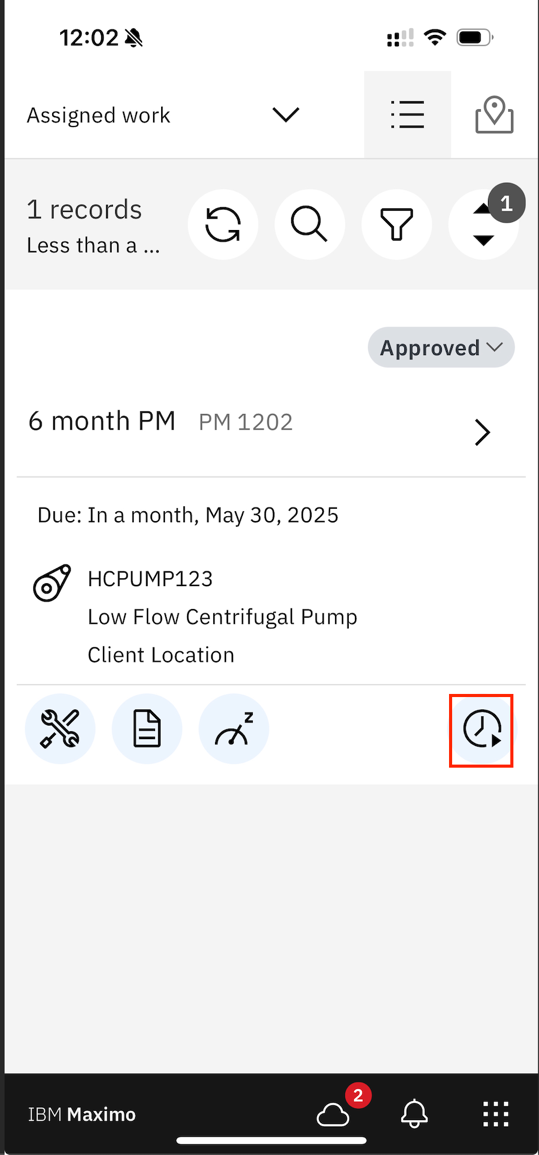 12:02
Assigned work
1 records
Less than a ...
1
Approved
6 month PM PM 1202
Due: In a month, May 30, 2025
HCPUMP123
Low Flow Centrifugal Pump
Client Location
z
IBM Maximo
2